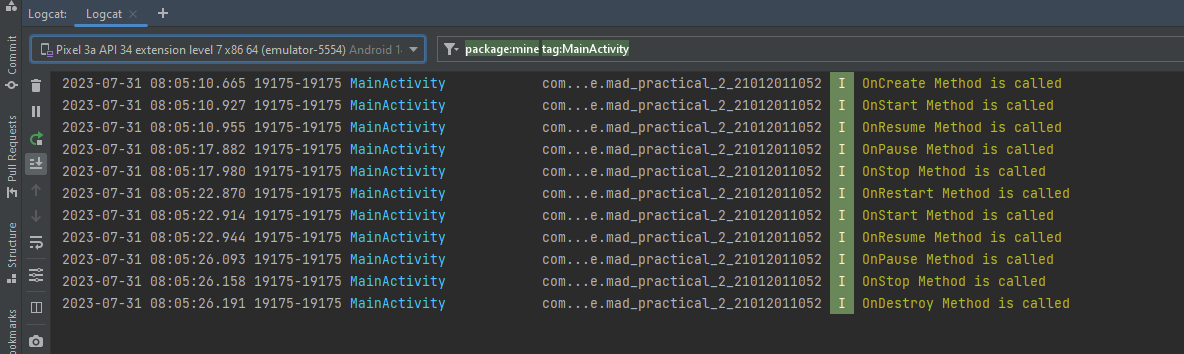 Logcat: Logcat × +
Pixel 3a API 34 extension level 7 x86 64 (emulator-5554) Android 1
package:mine tag:MainActivity
2023-07-31 08:05:10.665 19175-19175 MainActivity com...e.mad_practical_2_21012011052 I OnCreate Method is called
2023-07-31 08:05:10.927 19175-19175 MainActivity com...e.mad_practical_2_21012011052 I OnStart Method is called
2023-07-31 08:05:10.955 19175-19175 MainActivity com...e.mad_practical_2_21012011052 I OnResume Method is called
2023-07-31 08:05:17.882 19175-19175 MainActivity com...e.mad_practical_2_21012011052 I OnPause Method is called
2023-07-31 08:05:17.980 19175-19175 MainActivity com...e.mad_practical_2_21012011052 I OnStop Method is called
2023-07-31 08:05:22.870 19175-19175 MainActivity com...e.mad_practical_2_21012011052 I OnRestart Method is called
2023-07-31 08:05:22.914 19175-19175 MainActivity com...e.mad_practical_2_21012011052 I OnStart Method is called
2023-07-31 08:05:22.944 19175-19175 MainActivity com...e.mad_practical_2_21012011052 I OnResume Method is called
2023-07-31 08:05:26.093 19175-19175 MainActivity com...e.mad_practical_2_21012011052 I OnPause Method is called
2023-07-31 08:05:26.158 19175-19175 MainActivity com...e.mad_practical_2_21012011052 I OnStop Method is called
2023-07-31 08:05:26.191 19175-19175 MainActivity com...e.mad_practical_2_21012011052 I OnDestroy Method is called
Commit
Pull Requests
Structure
okmarks